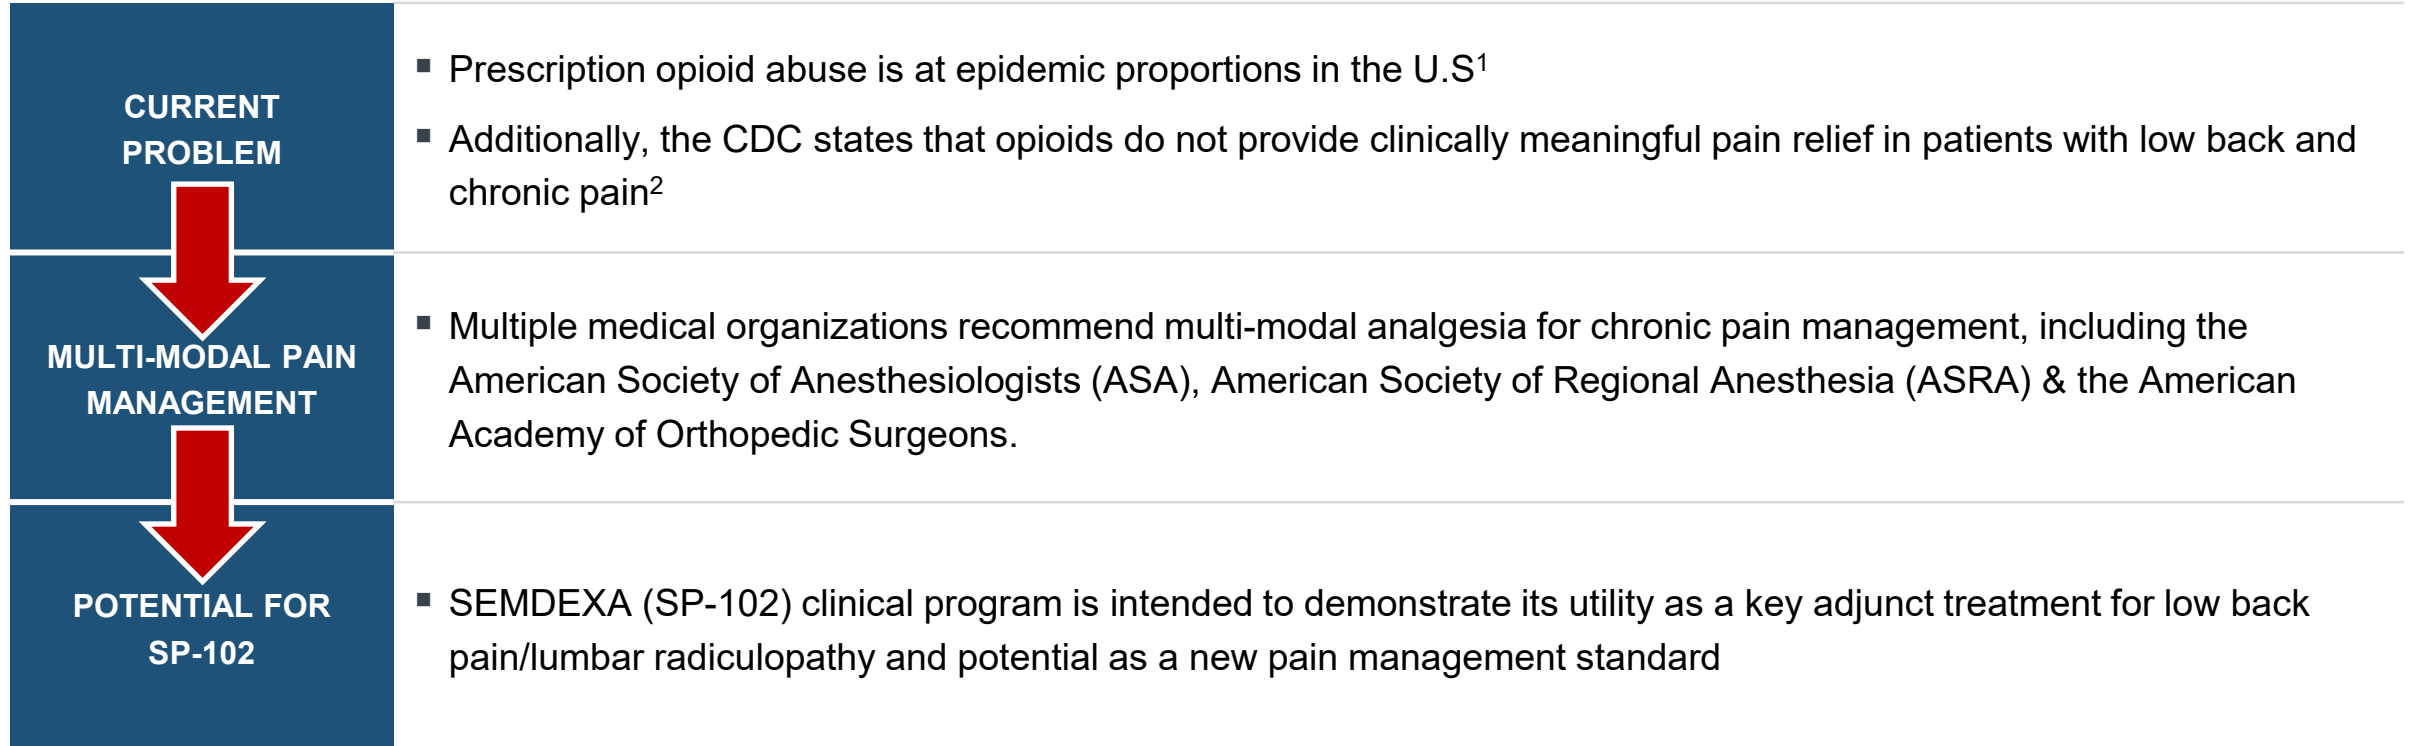 CURRENT
PROBLEM
▪ Prescription opioid abuse is at epidemic proportions in the U.S¹
▪ Additionally, the CDC states that opioids do not provide clinically meaningful pain relief in patients with low back and
chronic pain²
MULTI-MODAL PAIN
MANAGEMENT
▪ Multiple medical organizations recommend multi-modal analgesia for chronic pain management, including the
American Society of Anesthesiologists (ASA), American Society of Regional Anesthesia (ASRA) & the American
Academy of Orthopedic Surgeons.
POTENTIAL FOR
SP-102
▪ SEMDEXA (SP-102) clinical program is intended to demonstrate its utility as a key adjunct treatment for low back
pain/lumbar radiculopathy and potential as a new pain management standard